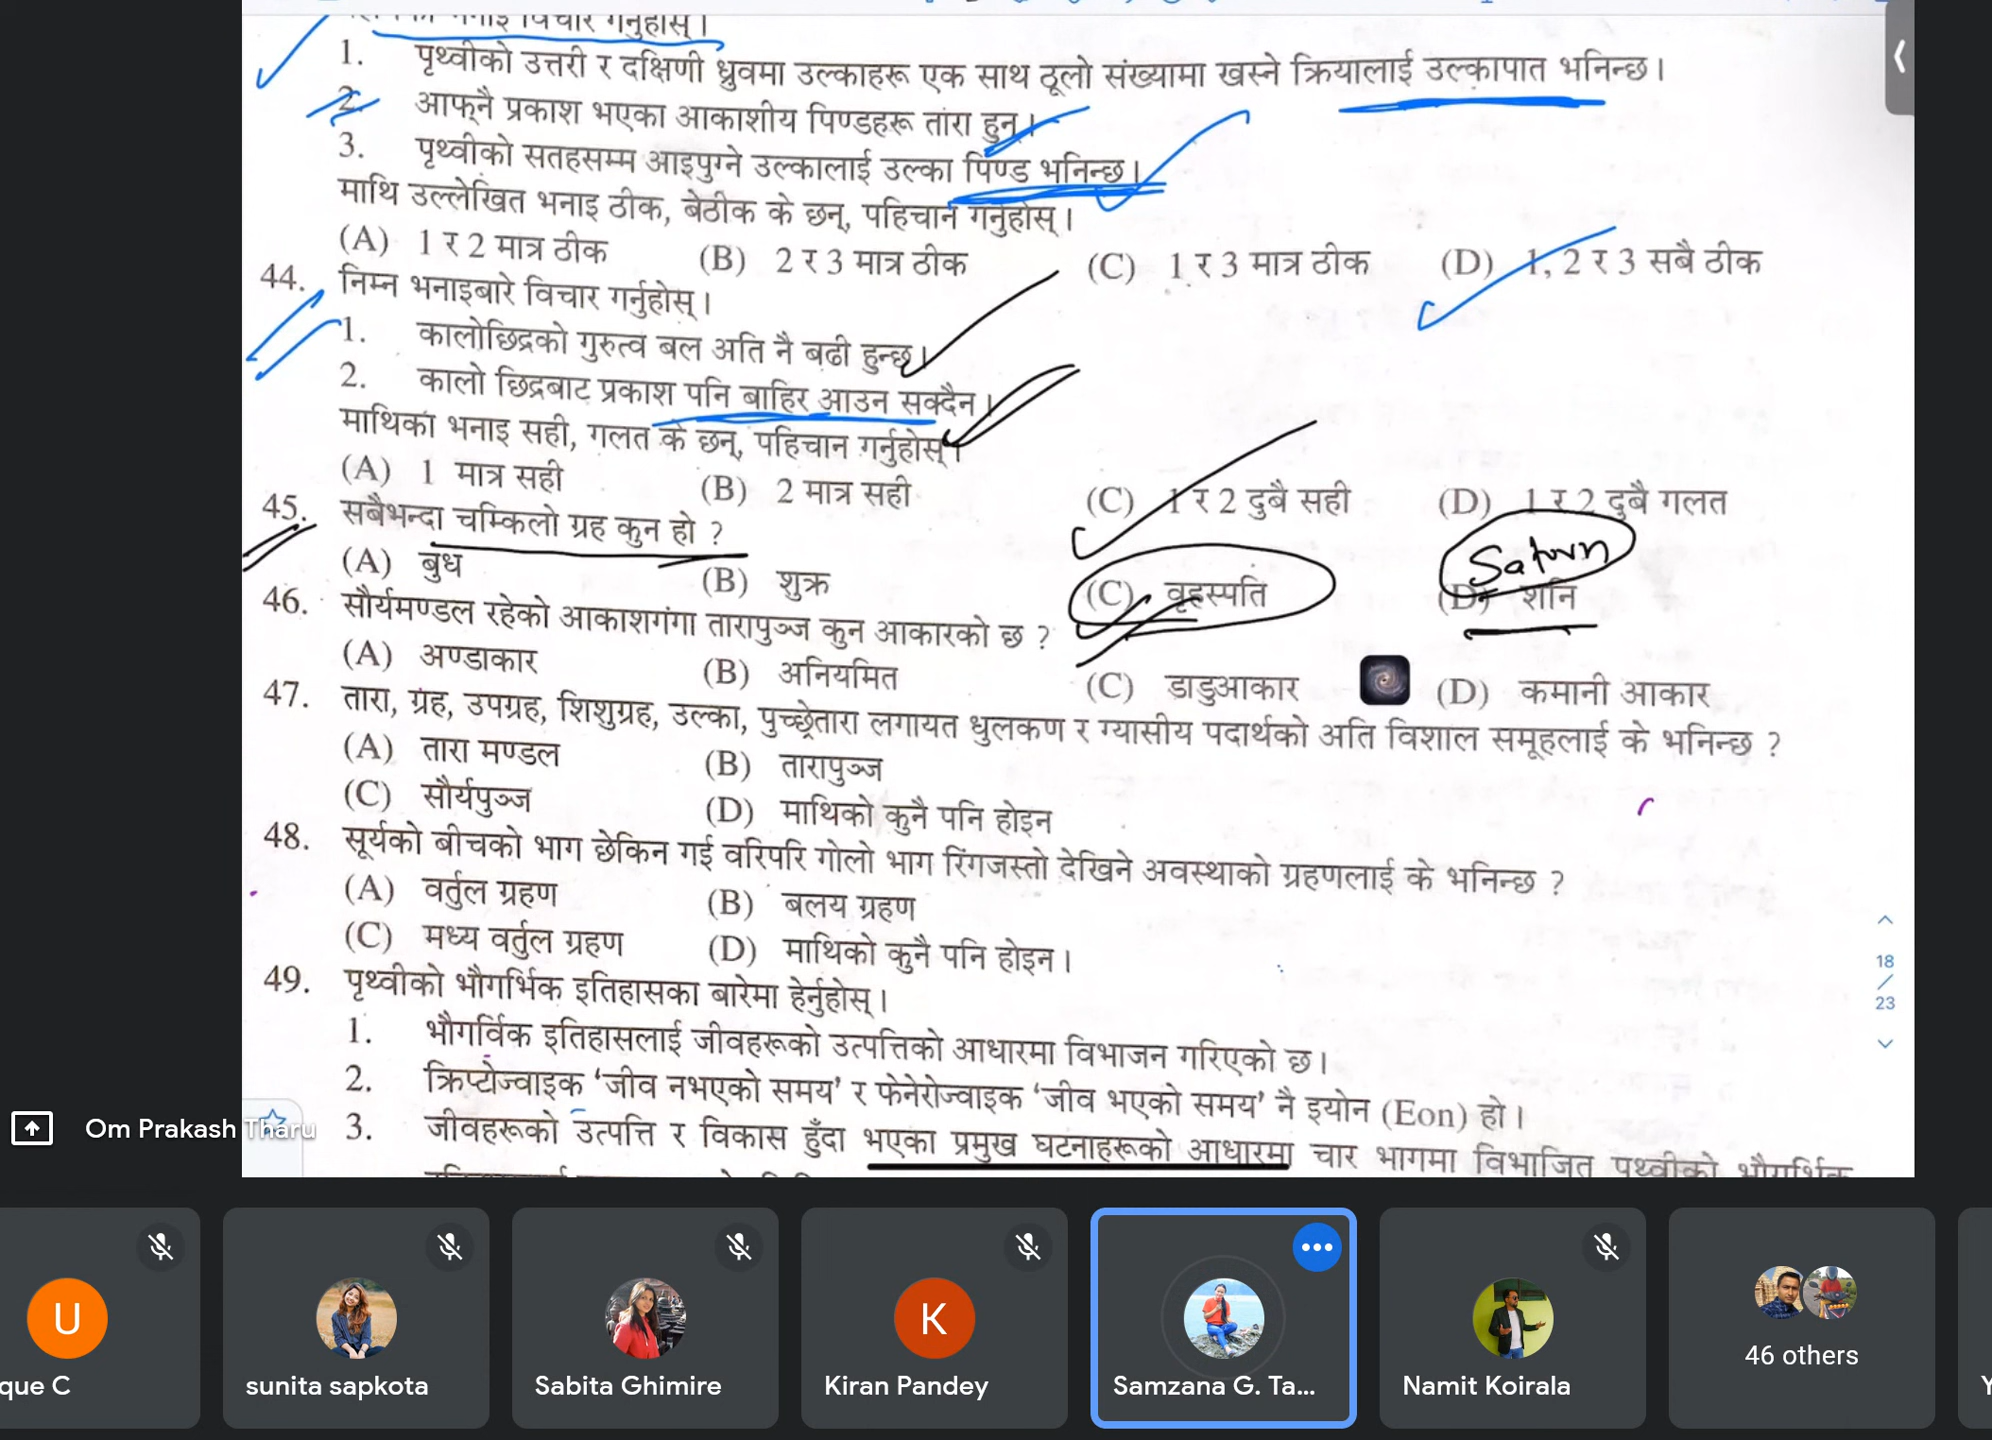 विचार गर्नुहोस् ।
1. पृथ्वीको उत्तरी र दक्षिणी ध्रुवमा उल्काहरू एक साथ ठूलो संख्यामा खस्ने क्रियालाई उल्कापात भनिन्छ ।
2. आफ्नै प्रकाश भएका आकाशीय पिण्डहरू तारा हुन् ।
3. पृथ्वीको सतहसम्म आइपुग्ने उल्कालाई उल्का पिण्ड भनिन्छ ।
माथि उल्लेखित भनाइ ठीक, बेठीक के छन्, पहिचान गर्नुहोस् ।
(A) 1 र 2 मात्र ठीक (B) 2 र 3 मात्र ठीक (C) 1 र 3 मात्र ठीक (D) 1, 2 र 3 सबै ठीक
44. निम्न भनाइबारे विचार गर्नुहोस् ।
1. कालोछिद्रको गुरुत्व बल अति नै बढी हुन्छ ।
2. कालो छिद्रबाट प्रकाश पनि बाहिर आउन सक्दैन ।
माथिका भनाइ सही, गलत के छन्, पहिचान गर्नुहोस् ।
(A) 1 मात्र सही (B) 2 मात्र सही (C) 1 र 2 दुबै सही (D) 1 र 2 दुबै गलत
45. सबैभन्दा चम्किलो ग्रह कुन हो ?
Saturn
(A) बुध (B) शुक्र (C) वृहस्पति (D) शनि
46. सौर्यमण्डल रहेको आकाशगंगा तारापुञ्ज कुन आकारको छ ?
(A) अण्डाकार (B) अनियमित (C) डाडुआकार (D) कमानी आकार
47. तारा, ग्रह, उपग्रह, शिशुग्रह, उल्का, पुच्छ्रेतारा लगायत धुलकण र ग्यासीय पदार्थको अति विशाल समूहलाई के भनिन्छ ?
(A) तारा मण्डल (B) तारापुञ्ज
(C) सौर्यपुञ्ज (D) माथिको कुनै पनि होइन
48. सूर्यको बीचको भाग छेकिन गई वरिपरि गोलो भाग रिंगजस्तो देखिने अवस्थाको ग्रहणलाई के भनिन्छ ?
(A) वर्तुल ग्रहण (B) बलय ग्रहण
(C) मध्य वर्तुल ग्रहण (D) माथिको कुनै पनि होइन ।
49. पृथ्वीको भौगर्भिक इतिहासका बारेमा हेर्नुहोस् ।
1. भौगर्विक इतिहासलाई जीवहरूको उत्पत्तिको आधारमा विभाजन गरिएको छ ।
2. क्रिप्टोज्वाइक ‘जीव नभएको समय’ र फेनेरोज्वाइक ‘जीव भएको समय’ नै इयोन (Eon) हो ।
3. जीवहरूको उत्पत्ति र विकास हुँदा भएका प्रमुख घटनाहरूको आधारमा चार भागमा विभाजित पृथ्वीको भौगर्भिक
18
/
23
Om Prakash Tharu
que C
sunita sapkota
Sabita Ghimire
Kiran Pandey
Samzana G. Ta...
Namit Koirala
46 others
U
K
Y